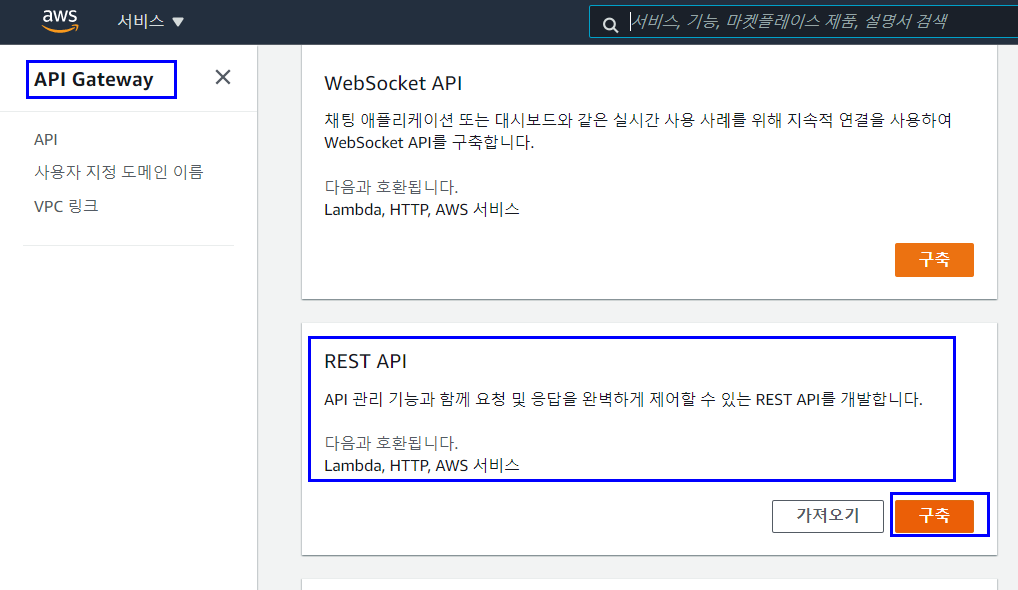 aws
서비스 ▼
서비스, 기능, 마켓플레이스 제품, 설명서 검색
API Gateway
API
사용자 지정 도메인 이름
VPC 링크
WebSocket API
채팅 애플리케이션 또는 대시보드와 같은 실시간 사용 사례를 위해 지속적 연결을 사용하여
WebSocket API를 구축합니다.
다음과 호환됩니다.
Lambda, HTTP, AWS 서비스
구축
REST API
API 관리 기능과 함께 요청 및 응답을 완벽하게 제어할 수 있는 REST API를 개발합니다.
다음과 호환됩니다.
Lambda, HTTP, AWS 서비스
가져오기
구축